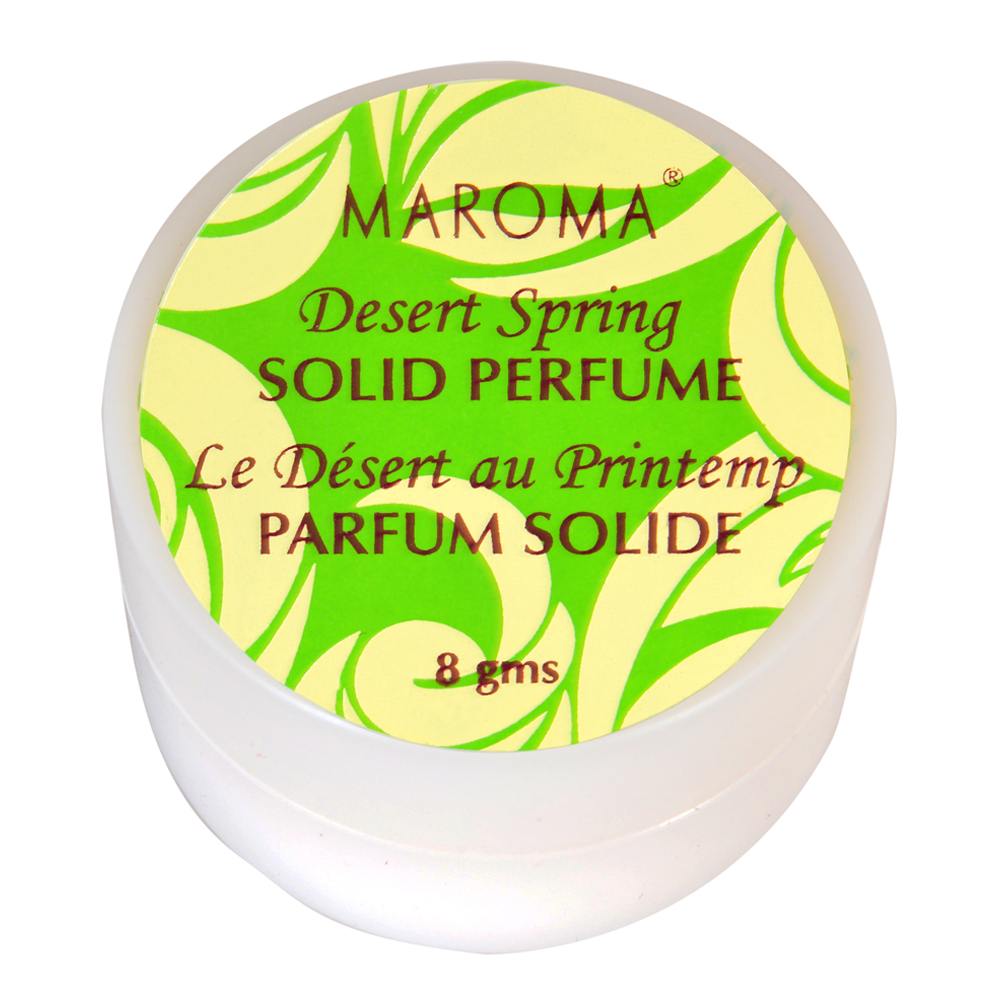 MAROMA®
Desert Spring
SOLID PERFUME
Le Désert au Printemp
PARFUM SOLIDE
8 gms